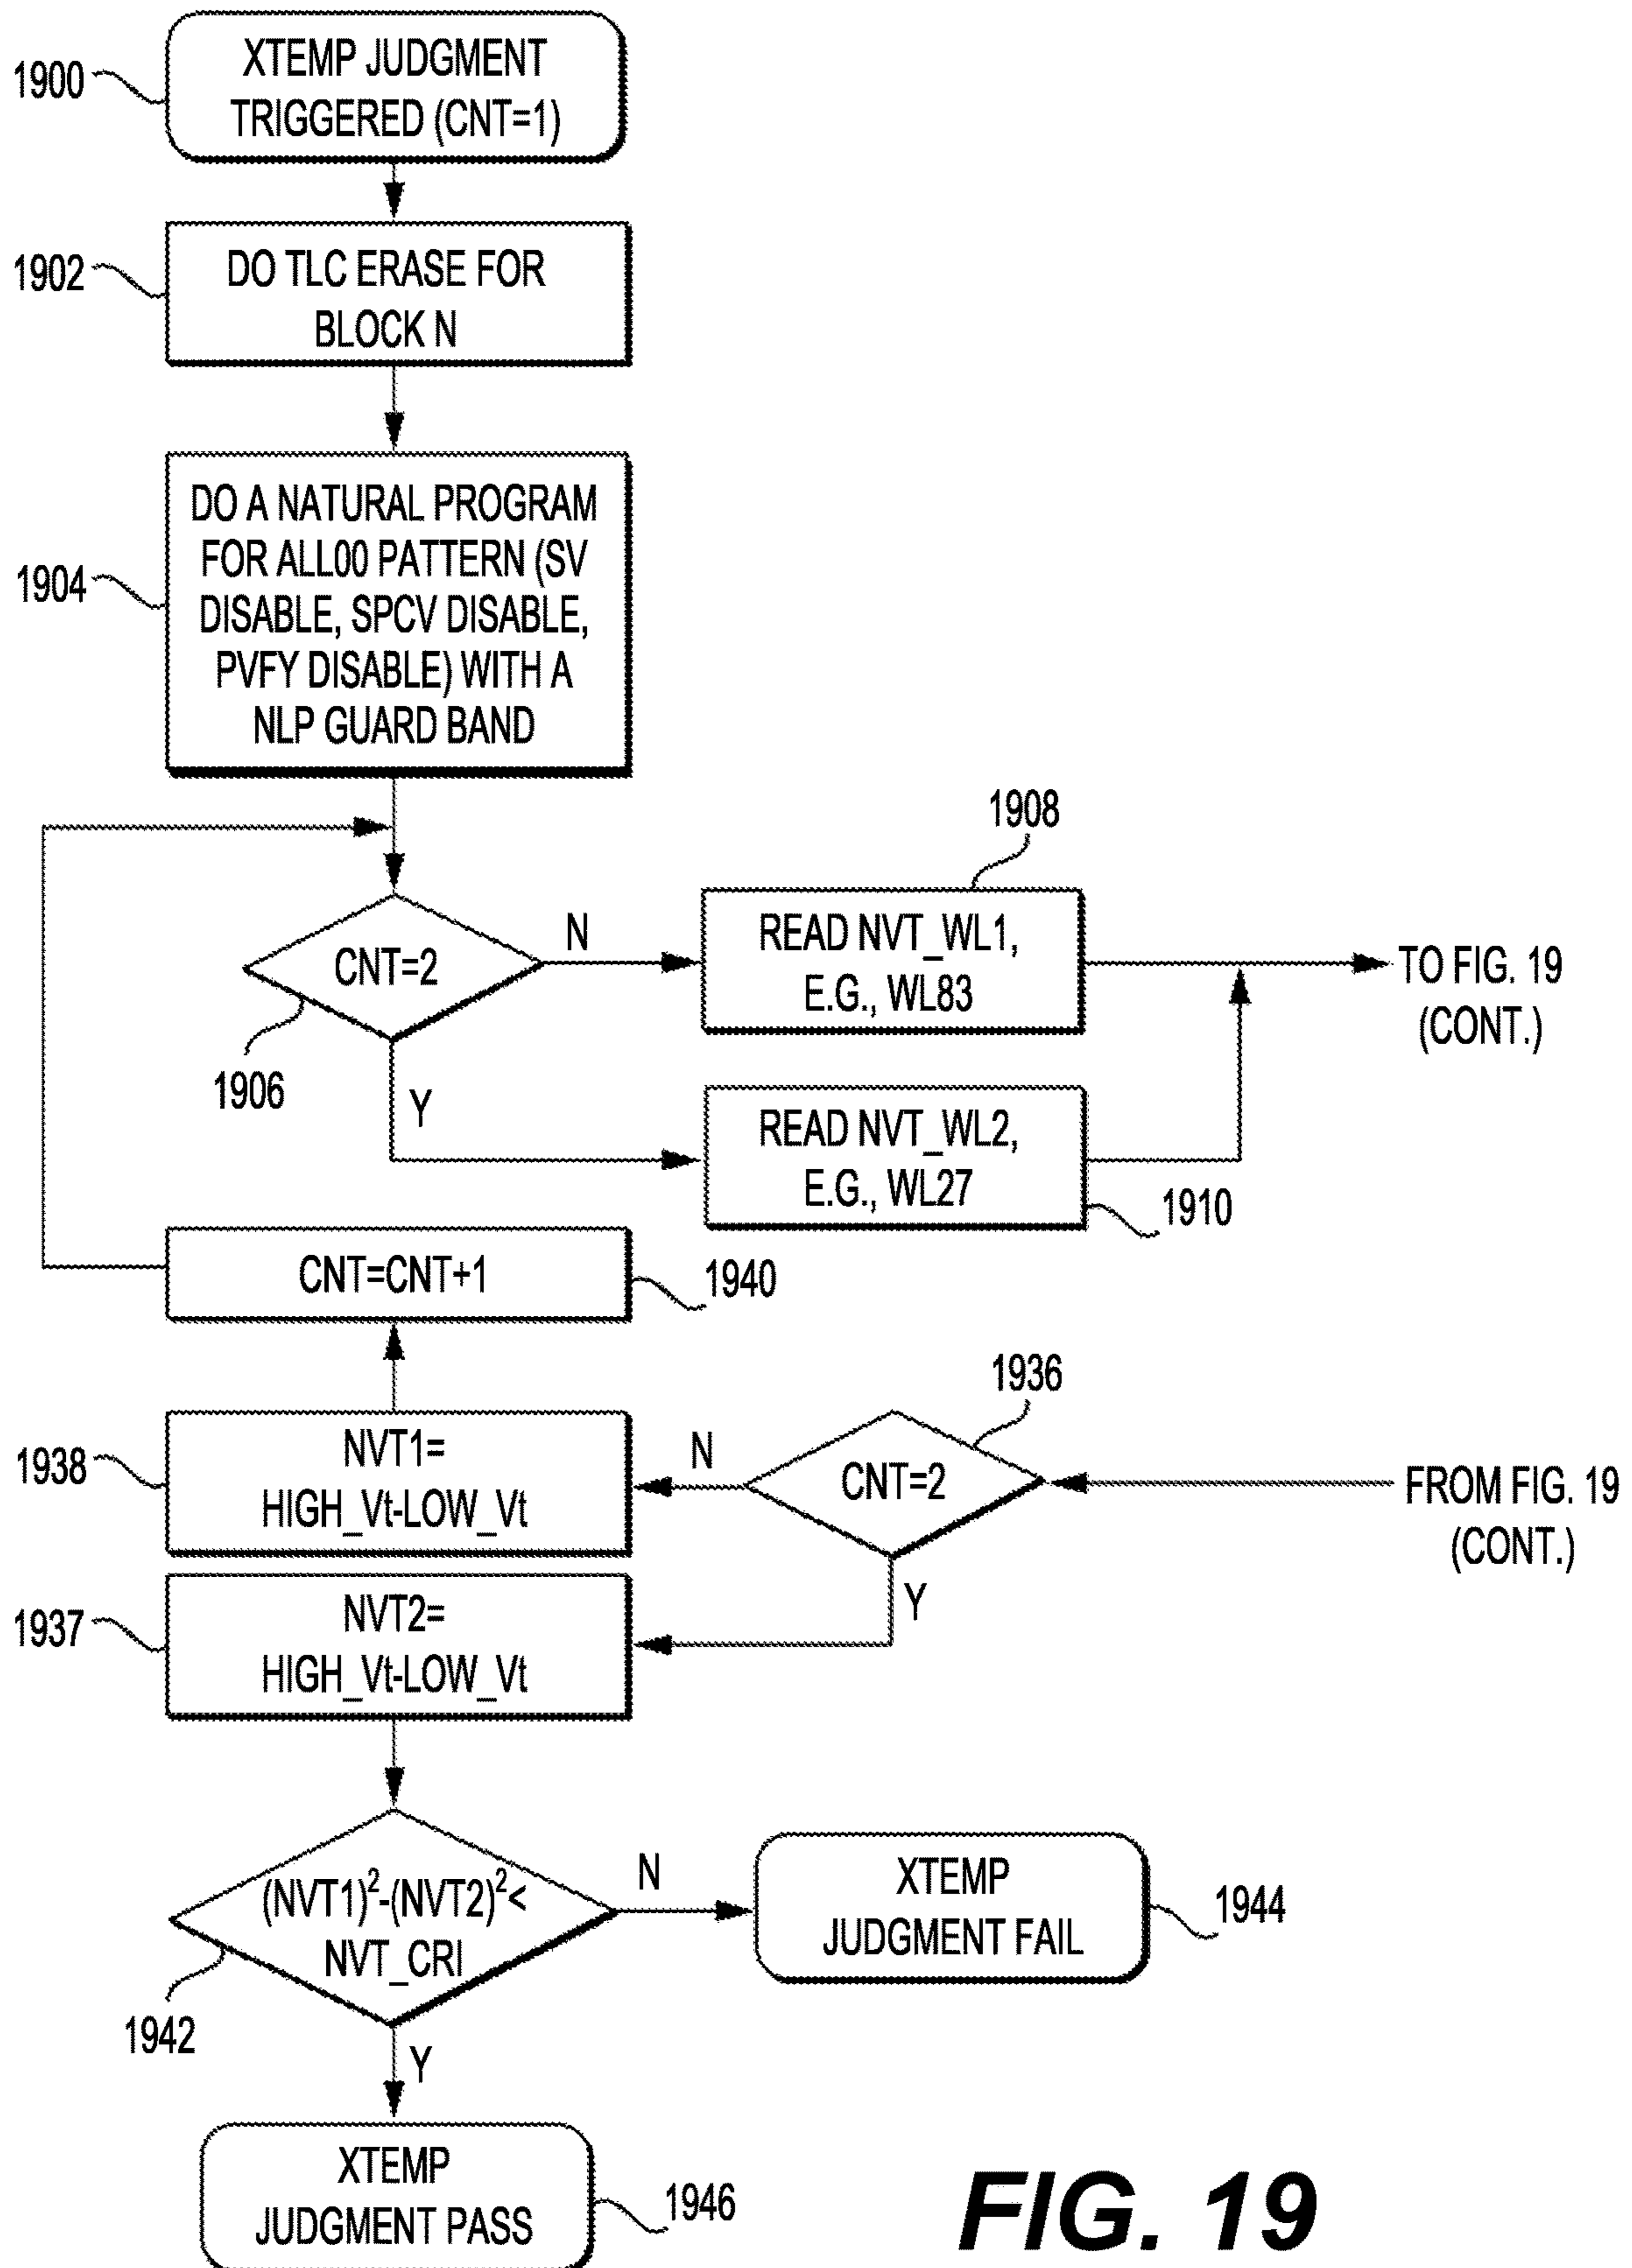 1900
XTEMP JUDGMENT
TRIGGERED (CNT=1)
1902
DO TLC ERASE FOR
BLOCK N
1904
DO A NATURAL PROGRAM
FOR ALL00 PATTERN (SV
DISABLE, SPCV DISABLE,
PVFY DISABLE) WITH A
NLP GUARD BAND
1906
CNT=2
N
Y
1908
READ NVT_WL1,
E.G., WL83
TO FIG. 19
(CONT.)
READ NVT_WL2,
E.G., WL27
1910
CNT=CNT+1
1940
1938
NVT1=
HIGH_Vt-LOW_Vt
N
1936
CNT=2
FROM FIG. 19
(CONT.)
Y
1937
NVT2=
HIGH_Vt-LOW_Vt
(NVT1)²-(NVT2)²<
NVT_CRI
1942
N
XTEMP
JUDGMENT FAIL
1944
Y
XTEMP
JUDGMENT PASS
1946
FIG. 19